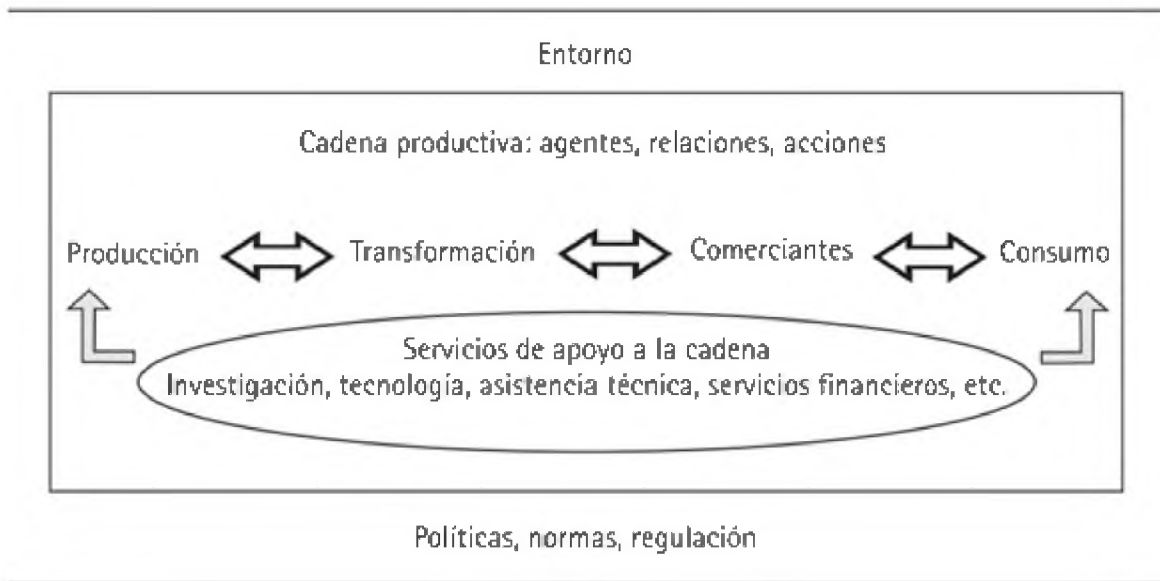 Entorno
Cadena productiva: agentes, relaciones, acciones
Producción Transformación Comerciantes Consumo
Servicios de apoyo a la cadena
Investigación, tecnología, asistencia técnica, servicios financieros, etc.
Políticas, normas, regulación